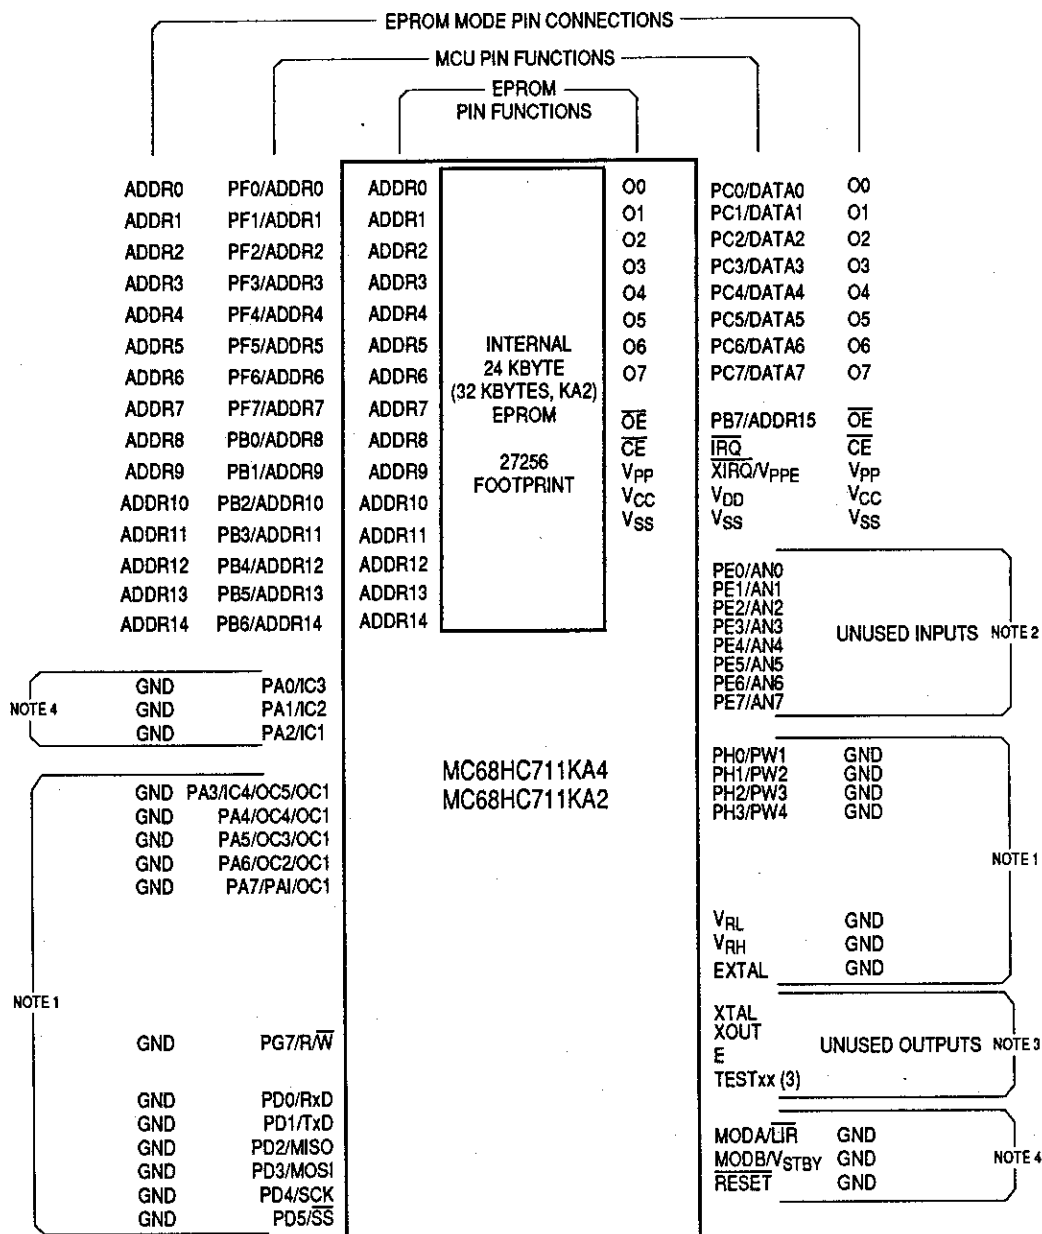 EPROM MODE PIN CONNECTIONS
MCU PIN FUNCTIONS
EPROM
PIN FUNCTIONS
ADDR0 PF0/ADDR0 ADDR0 O0 PC0/DATA0 O0
ADDR1 PF1/ADDR1 ADDR1 O1 PC1/DATA1 O1
ADDR2 PF2/ADDR2 ADDR2 O2 PC2/DATA2 O2
ADDR3 PF3/ADDR3 ADDR3 O3 PC3/DATA3 O3
ADDR4 PF4/ADDR4 ADDR4 O4 PC4/DATA4 O4
ADDR5 PF5/ADDR5 ADDR5 O5 PC5/DATA5 O5
ADDR6 PF6/ADDR6 ADDR6 O6 PC6/DATA6 O6
ADDR7 PF7/ADDR7 ADDR7 O7 PC7/DATA7 O7
ADDR8 PB0/ADDR8 ADDR8 O̅E̅ PB7/ADDR15 O̅E̅
ADDR9 PB1/ADDR9 ADDR9 C̅E̅ I̅R̅Q̅ C̅E̅
ADDR10 PB2/ADDR10 ADDR10 VPP X̅I̅R̅Q̅/VPPE VPP
ADDR11 PB3/ADDR11 ADDR11 VCC VDD VCC
ADDR12 PB4/ADDR12 ADDR12 VSS VSS VSS
ADDR13 PB5/ADDR13 ADDR13
ADDR14 PB6/ADDR14 ADDR14
INTERNAL
24 KBYTE
(32 KBYTES, KA2)
EPROM
27256
FOOTPRINT
PE0/AN0
PE1/AN1
PE2/AN2
PE3/AN3
PE4/AN4
PE5/AN5
PE6/AN6
PE7/AN7
UNUSED INPUTS NOTE 2
GND PA0/IC3
NOTE 4 GND PA1/IC2
GND PA2/IC1
MC68HC711KA4
MC68HC711KA2
PH0/PW1 GND
PH1/PW2 GND
PH2/PW3 GND
PH3/PW4 GND
NOTE 1
VRL GND
VRH GND
EXTAL GND
GND PA3/IC4/OC5/OC1
GND PA4/OC4/OC1
GND PA5/OC3/OC1
GND PA6/OC2/OC1
GND PA7/PAI/OC1
NOTE 1
GND PG7/R/W̅
GND PD0/RxD
GND PD1/TxD
GND PD2/MISO
GND PD3/MOSI
GND PD4/SCK
GND PD5/S̅S̅
XTAL
XOUT
E
TESTxx (3)
UNUSED OUTPUTS NOTE 3
MODA/L̅I̅R̅ GND
MODB/VSTBY GND NOTE 4
R̅E̅S̅E̅T̅ GND